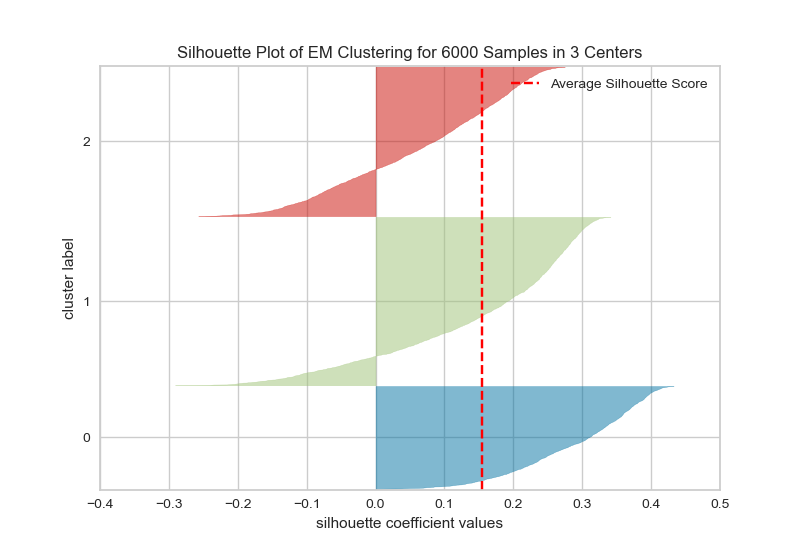 Silhouette Plot of EM Clustering for 6000 Samples in 3 Centers
Average Silhouette Score
2
1
0
cluster label
−0.4 −0.3 −0.2 −0.1 0.0 0.1 0.2 0.3 0.4 0.5
silhouette coefficient values